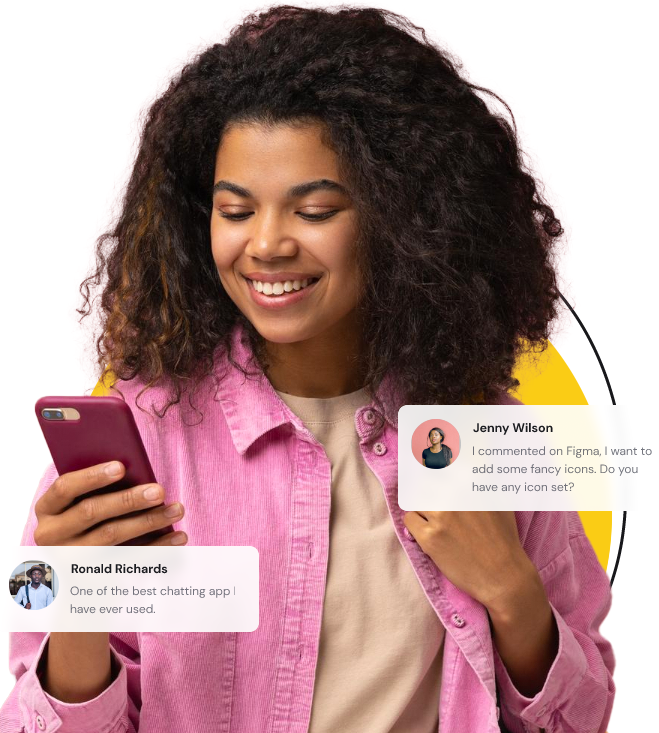 Jenny Wilson
I commented on Figma, I want to
add some fancy icons. Do you
have any icon set?
Ronald Richards
One of the best chatting app I
have ever used.